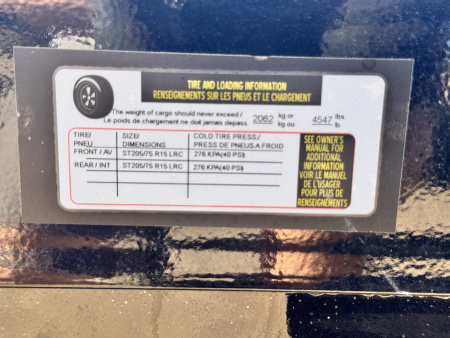 TIRE AND LOADING INFORMATION
RENSEIGNEMENTS SUR LES PNEUS ET LE CHARGEMENT
The weight of cargo should never exceed / 2062 kg or 4547 lbs
Le poids de chargement ne doit jamais depass. kg ou lb
TIRE/ SIZE/ COLD TIRE PRESS/
PNEU DIMENSIONS PRESS DE PNEUS A FROID
FRONT / AV ST205/75 R15 LRC 276 KPA(40 PSI)
REAR / INT ST205/75 R15 LRC 276 KPA(40 PSI)
SEE OWNER'S
MANUAL FOR
ADDITIONAL
INFORMATION
VOIR LE MANUEL
DE L'USAGER
POUR PLUS DE
RENSEIGNEMENTS